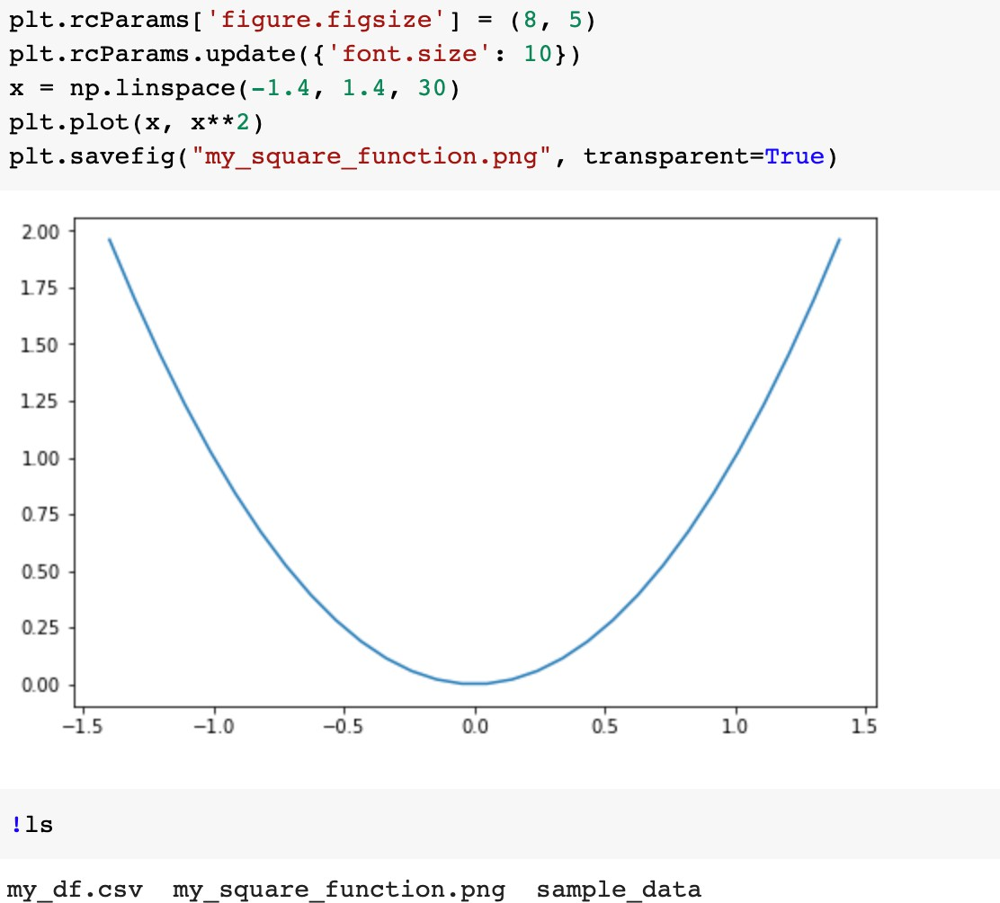 plt.rcParams['figure.figsize'] = (8, 5)
plt.rcParams.update({'font.size': 10})
x = np.linspace(-1.4, 1.4, 30)
plt.plot(x, x**2)
plt.savefig("my_square_function.png", transparent=True)
2.00
1.75
1.50
1.25
1.00
0.75
0.50
0.25
0.00
−1.5 −1.0 −0.5 0.0 0.5 1.0 1.5
!ls
my_df.csv  my_square_function.png  sample_data